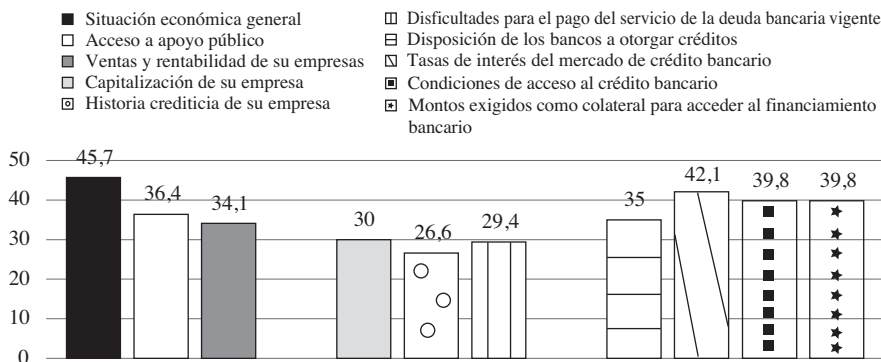 Situación económica general
Acceso a apoyo público
Ventas y rentabilidad de su empresas
Capitalización de su empresa
Historia crediticia de su empresa
Disficultades para el pago del servicio de la deuda bancaria vigente
Disposición de los bancos a otorgar créditos
Tasas de interés del mercado de crédito bancario
Condiciones de acceso al crédito bancario
Montos exigidos como colateral para acceder al financiamiento
bancario
50
40
30
20
10
0
45,7
36,4
34,1
30
26,6
29,4
35
42,1
39,8
39,8